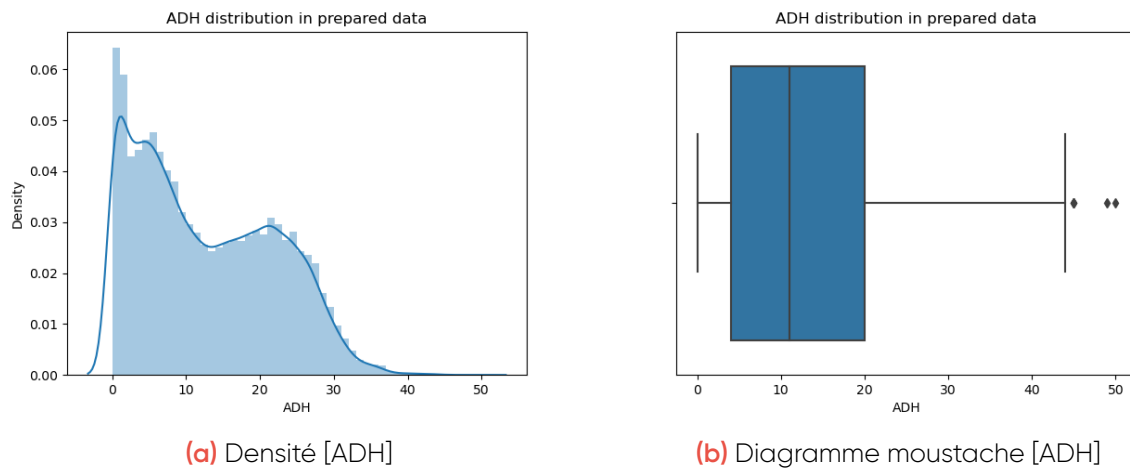 ADH distribution in prepared data
0.06
0.05
0.04
0.03
0.02
0.01
0.00
Density
0 10 20 30 40 50
ADH
(a) Densité [ADH]
ADH distribution in prepared data
0 10 20 30 40 50
ADH
(b) Diagramme moustache [ADH]